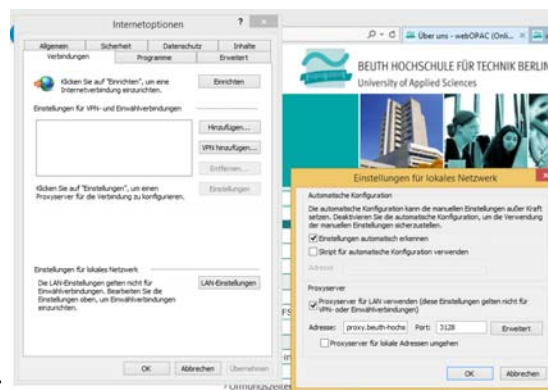 Internetoptionen
?
Allgemein Sicherheit Datenschutz Inhalte
Verbindungen Programme Erweitert
Klicken Sie auf "Einrichten", um eine
Internetverbindung einzurichten.
Einrichten
Einstellungen für VPN- und Einwählverbindungen
Hinzufügen...
VPN hinzufügen...
Entfernen...
Klicken Sie auf "Einstellungen", um einen
Proxyserver für die Verbindung zu konfigurieren.
Einstellungen
Einstellungen für lokales Netzwerk
Die LAN-Einstellungen gelten nicht für
Einwählverbindungen. Bearbeiten Sie die
Einstellungen oben, um Einwählverbindungen
einzurichten.
LAN-Einstellungen
OK Abbrechen Übernehmen
Über uns - webOPAC (Onli...
BEUTH HOCHSCHULE FÜR TECHNIK BERLIN
University of Applied Sciences
Einstellungen für lokales Netzwerk
Automatische Konfiguration
Die automatische Konfiguration kann die manuellen Einstellungen außer Kraft
setzen. Deaktivieren Sie die automatische Konfiguration, um die Verwendung
der manuellen Einstellungen sicherzustellen.
Einstellungen automatisch erkennen
Skript für automatische Konfiguration verwenden
Adresse
Proxyserver
Proxyserver für LAN verwenden (diese Einstellungen gelten nicht für
VPN- oder Einwählverbindungen)
Adresse: proxy.beuth-hochs Port: 3128 Erweitert
Proxyserver für lokale Adressen umgehen
OK Abbrechen